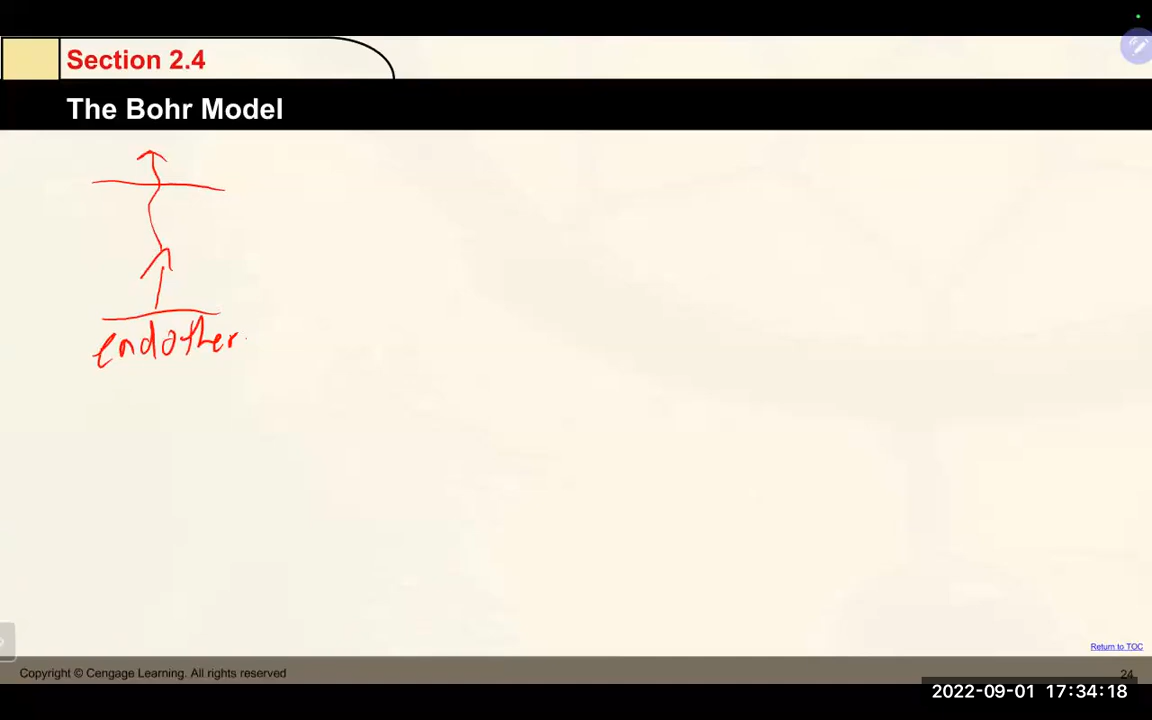 Section 2.4
The Bohr Model
endother
Return to TOC
Copyright © Cengage Learning. All rights reserved
24
2022-09-01 17:34:18